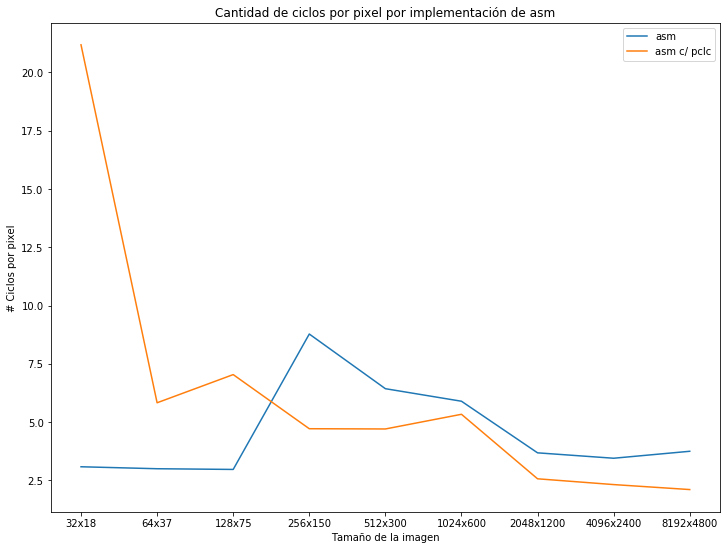 Cantidad de ciclos por pixel por implementación de asm
asm
asm c/ pclc
# Ciclos por pixel
20.0
17.5
15.0
12.5
10.0
7.5
5.0
2.5
32x18 64x37 128x75 256x150 512x300 1024x600 2048x1200 4096x2400 8192x4800
Tamaño de la imagen